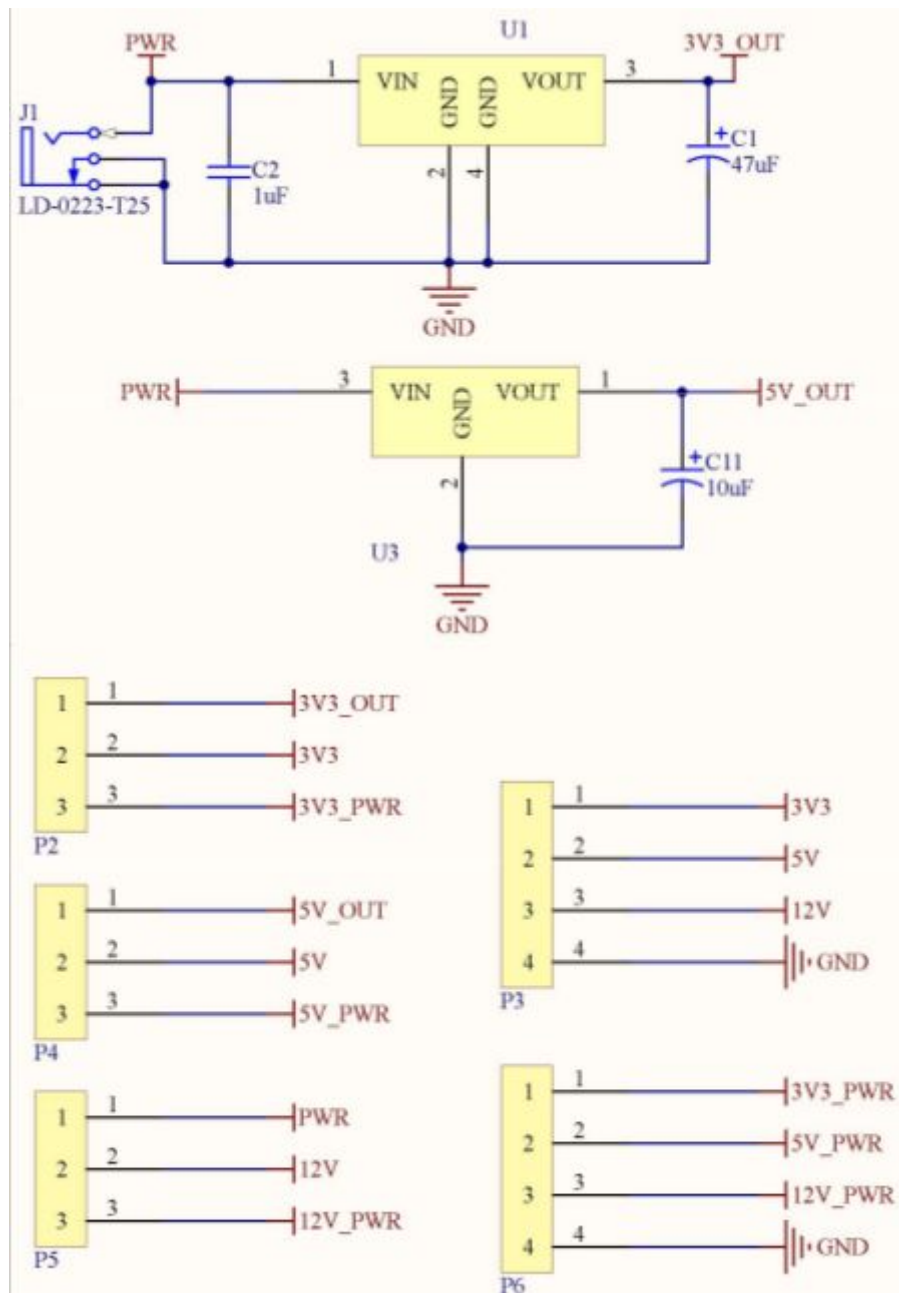 U1
PWR
3V3_OUT
1
VIN
GND
GND
VOUT
3
J1
C2
1uF
2
4
+
C1
47uF
LD-0223-T25
GND
PWR
3
VIN
GND
VOUT
1
5V_OUT
2
+
C11
10uF
U3
GND
1 1 3V3_OUT
2 2 3V3
3 3 3V3_PWR
P2
1 1 3V3
2 2 5V
3 3 12V
4 4 GND
P3
1 1 5V_OUT
2 2 5V
3 3 5V_PWR
P4
1 1 PWR
2 2 12V
3 3 12V_PWR
P5
1 1 3V3_PWR
2 2 5V_PWR
3 3 12V_PWR
4 4 GND
P6